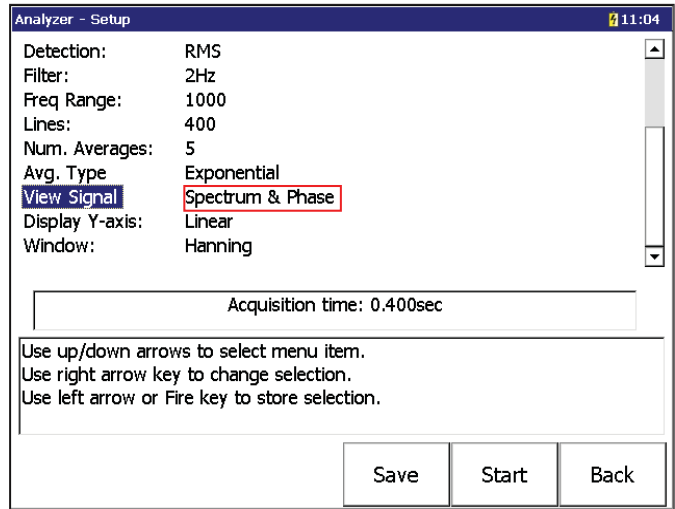 Analyzer - Setup 11:04
Detection: RMS
Filter: 2Hz
Freq Range: 1000
Lines: 400
Num. Averages: 5
Avg. Type Exponential
View Signal Spectrum & Phase
Display Y-axis: Linear
Window: Hanning
Acquisition time: 0.400sec
Use up/down arrows to select menu item.
Use right arrow key to change selection.
Use left arrow or Fire key to store selection.
Save Start Back